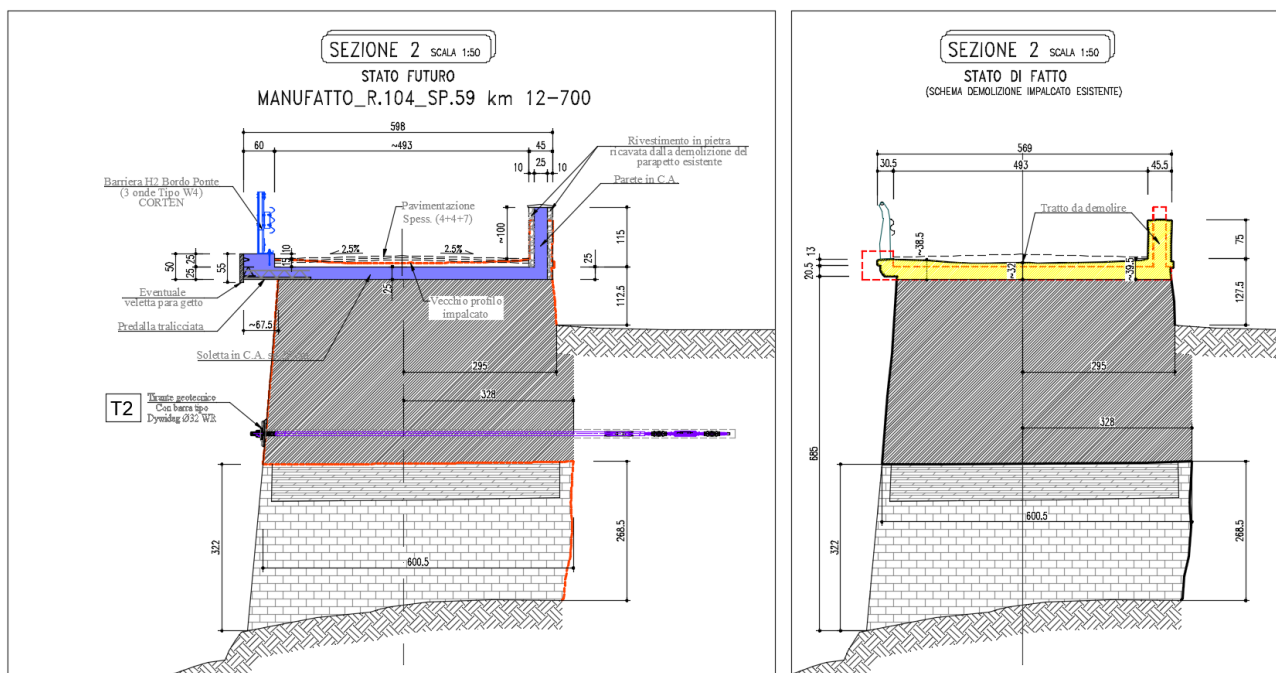 SEZIONE 2 SCALA 1:50
STATO FUTURO
MANUFATTO_R.104_SP.59 km 12-700
598
60
~493
45
10
25
10
Rivestimento in pietra
ricavata dalla demolizione del
parapetto esistente
Parete in C.A.
Barriera H2 Bordo Ponte
(3 onde Tipo W4)
CORTEN
Pavimentazione
Spess. (4+4+7)
2.5%
2.5%
~100
115
25
112.5
50
25
25
55
15
10
25
Eventuale
veletta para getto
Predalla tralicciata
~67.5
Vecchio profilo
impalcato
Soletta in C.A.
295
328
T2
Tirante geotecnico
Con barra tipo
Dywidag Ø32 WR
322
600.5
268.5
SEZIONE 2 SCALA 1:50
STATO DI FATTO
(SCHEMA DEMOLIZIONE IMPALCATO ESISTENTE)
569
30.5
493
45.5
Tratto da demolire
~38.5
~32
~39.5
13
20.5
75
127.5
295
328
685
322
600.5
268.5